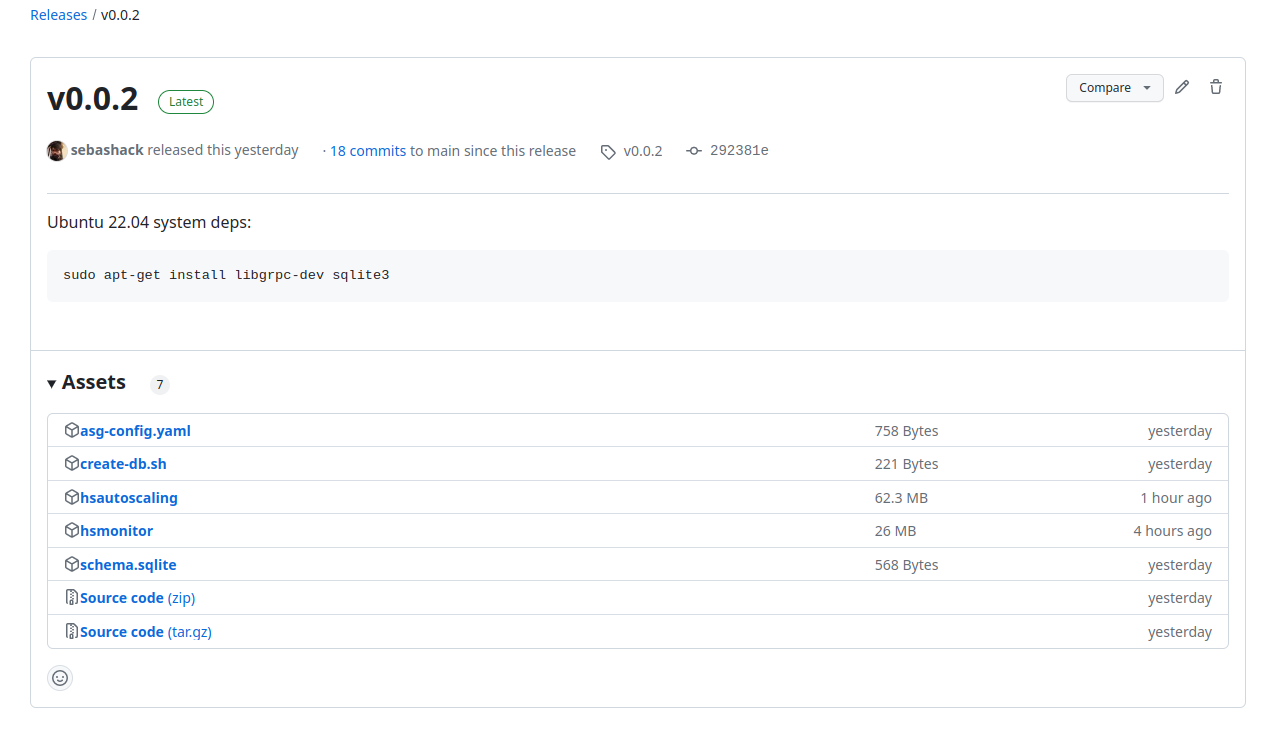 Releases / v0.0.2
v0.0.2 Latest Compare
sebashack released this yesterday · 18 commits to main since this release v0.0.2 292381e
Ubuntu 22.04 system deps:
sudo apt-get install libgrpc-dev sqlite3
Assets 7
asg-config.yaml 758 Bytes yesterday
create-db.sh 221 Bytes yesterday
hsautoscaling 62.3 MB 1 hour ago
hsmonitor 26 MB 4 hours ago
schema.sqlite 568 Bytes yesterday
Source code (zip) yesterday
Source code (tar.gz) yesterday